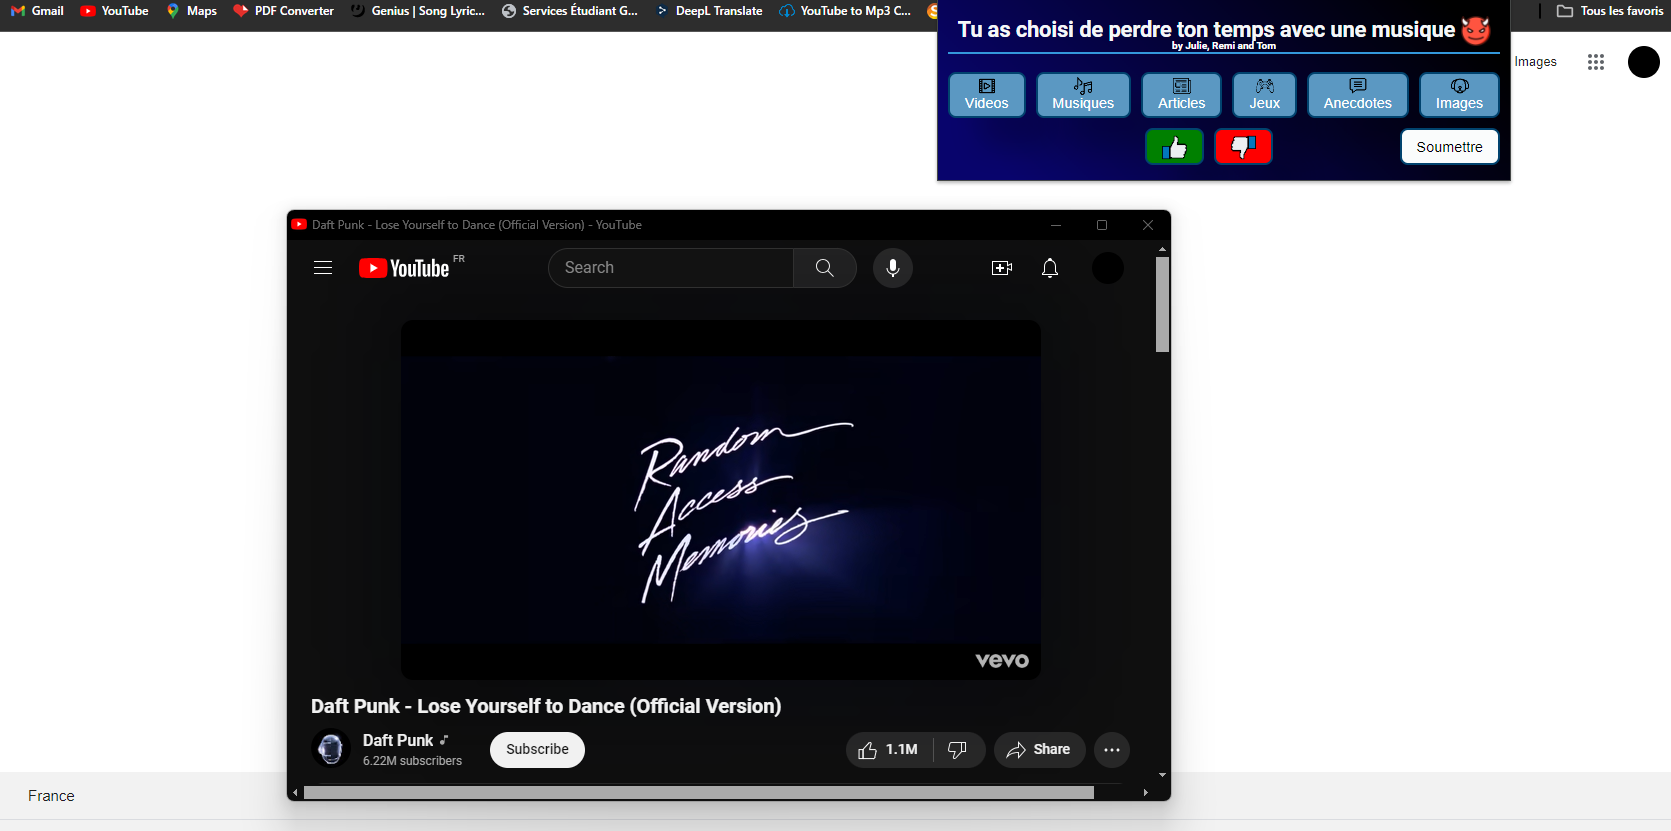 Gmail YouTube Maps PDF Converter Genius | Song Lyric... Services Étudiant G... DeepL Translate YouTube to Mp3 C... Tous les favoris
Tu as choisi de perdre ton temps avec une musique
by Julie, Remi and Tom
Images
Videos Musiques Articles Jeux Anecdotes Images
Soumettre
Daft Punk - Lose Yourself to Dance (Official Version) - YouTube
YouTube FR
Search
Random
Access
Memories
vevo
Daft Punk - Lose Yourself to Dance (Official Version)
Daft Punk
6.22M subscribers
Subscribe
1.1M
Share
France